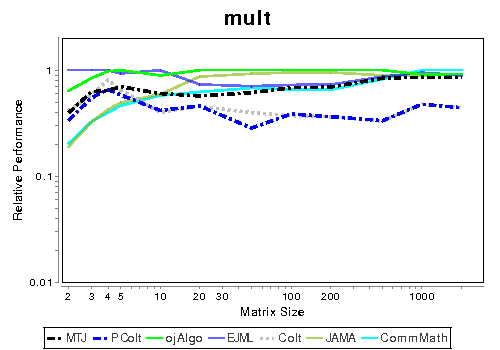 mult
Relative Performance
1
0.1
0.01
2 3 4 5 10 20 30 100 200 1000
Matrix Size
MTJ PColt ojAlgo EJML Colt JAMA CommMath